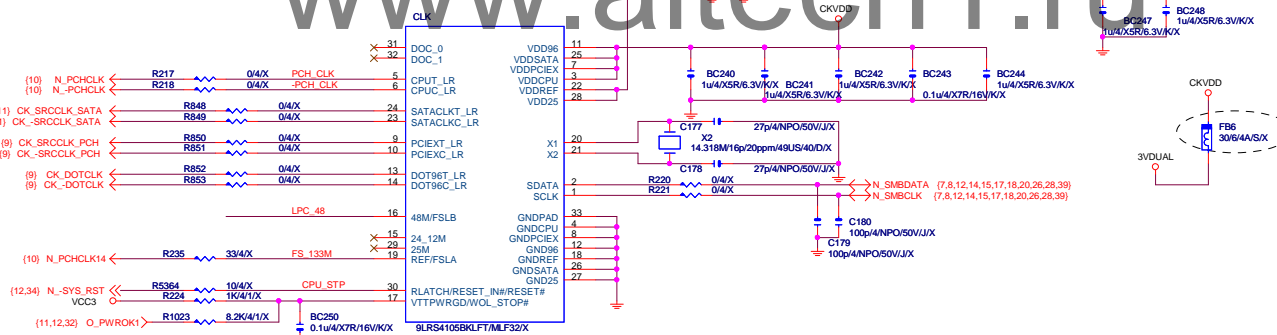 www.aitech1.ru
CLK
CKVDD
BC247
1u/4/X5R/6.3V/K/X
BC248
1u/4/X5R/6.3V/K/X
31 DOC_0 VDD96 11
32 DOC_1 VDDSATA 25
VDDPCIEX 7
{10} N_PCHCLK R217 0/4/X PCH_CLK 5 CPUT_LR VDDCPU 3
{10} N_-PCHCLK R218 0/4/X -PCH_CLK 6 CPUC_LR VDDREF 22
VDD25 28
BC240
1u/4/X5R/6.3V/K/X
BC241
1u/4/X5R/6.3V/K/X
BC242
1u/4/X5R/6.3V/K/X
BC243
0.1u/4/X7R/16V/K/X
BC244
1u/4/X5R/6.3V/K/X
CKVDD
FB6
30/6/4A/S/X
3VDUAL
CK_SRCCLK_SATA R848 0/4/X 24 SATACLKT_LR
CK_-SRCCLK_SATA R849 0/4/X 23 SATACLKC_LR
{9} CK_SRCCLK_PCH R850 0/4/X 9 PCIEXT_LR X1 20
{9} CK_-SRCCLK_PCH R851 0/4/X 10 PCIEXC_LR X2 21
C177 27p/4/NPO/50V/J/X
X2
14.318M/16p/20ppm/49US/40/D/X
C178 27p/4/NPO/50V/J/X
{9} CK_DOTCLK R852 0/4/X 13 DOT96T_LR
{9} CK_-DOTCLK R853 0/4/X 14 DOT96C_LR
SDATA 2 R220 0/4/X N_SMBDATA {7,8,12,14,15,17,18,20,26,28,39}
SCLK 1 R221 0/4/X N_SMBCLK {7,8,12,14,15,17,18,20,26,28,39}
LPC_48 16 48M/FSLB GNDPAD 33
GNDCPU 4
15 24_12M GNDPCIEX 8
29 25M GND96 12
{10} N_PCHCLK14 R235 33/4/X FS_133M 19 REF/FSLA GNDREF 18
GNDSATA 26
GND25 27
C180
100p/4/NPO/50V/J/X
C179
100p/4/NPO/50V/J/X
{12,34} N_-SYS_RST R5364 10/4/X CPU_STP 30 RLATCH/RESET_IN#/RESET#
VCC3 R224 1K/4/1/X 17 VTTPWRGD/WOL_STOP#
{11,12,32} O_PWROK1 R1023 8.2K/4/1/X
BC250
0.1u/4/X7R/16V/K/X
9LRS4105BKLFT/MLF32/X